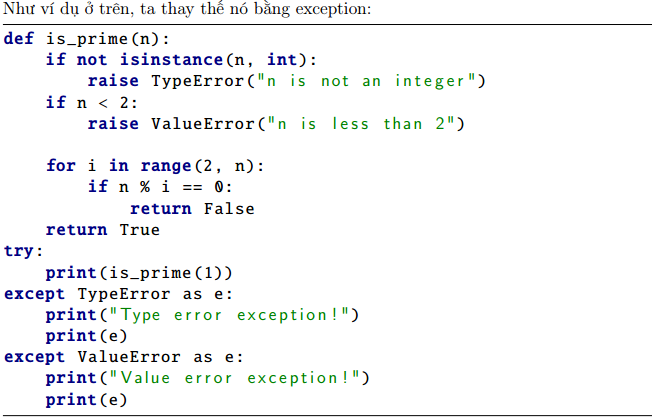 Như ví dụ ở trên, ta thay thế nó bằng exception:
def is_prime(n):
    if not isinstance(n, int):
        raise TypeError("n is not an integer")
    if n < 2:
        raise ValueError("n is less than 2")

    for i in range(2, n):
        if n % i == 0:
            return False
    return True
try:
    print(is_prime(1))
except TypeError as e:
    print("Type error exception!")
    print(e)
except ValueError as e:
    print("Value error exception!")
    print(e)